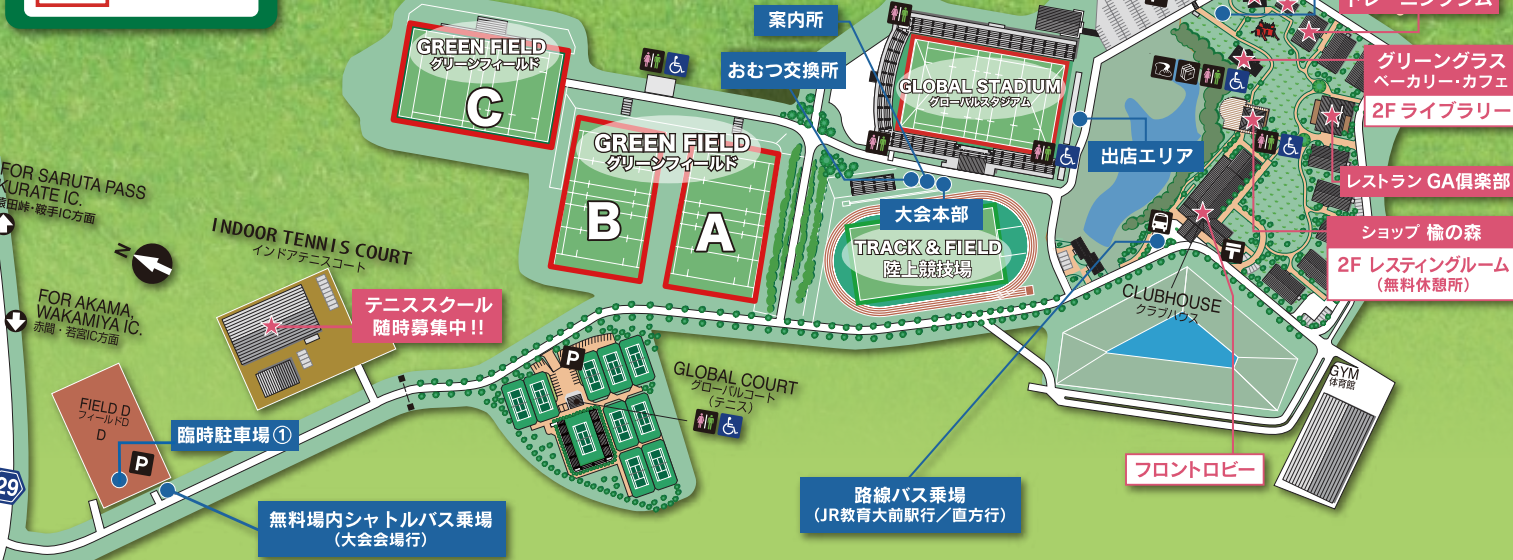 案内所
おむつ交換所
GREEN FIELD
グリーンフィールド
C
GLOBAL STADIUM
グローバルスタジアム
トレーニングジム
グリーングラス
ベーカリー・カフェ
2F ライブラリー
出店エリア
レストラン GA倶楽部
GREEN FIELD
グリーンフィールド
B
A
大会本部
TRACK & FIELD
陸上競技場
ショップ 楡の森
2F レスティングルーム
(無料休憩所)
FOR SARUTA PASS
KURATE IC.
猿田峠・鞍手IC方面
N
INDOOR TENNIS COURT
インドアテニスコート
テニススクール
随時募集中!!
FOR AKAMA,
WAKAMIYA IC.
赤間・若宮IC方面
CLUBHOUSE
クラブハウス
GYM
体育館
P
GLOBAL COURT
グローバルコート
(テニス)
FIELD D
フィールドD
D
臨時駐車場①
P
29
フロントロビー
路線バス乗場
(JR教育大前駅行/直方行)
無料場内シャトルバス乗場
(大会会場行)